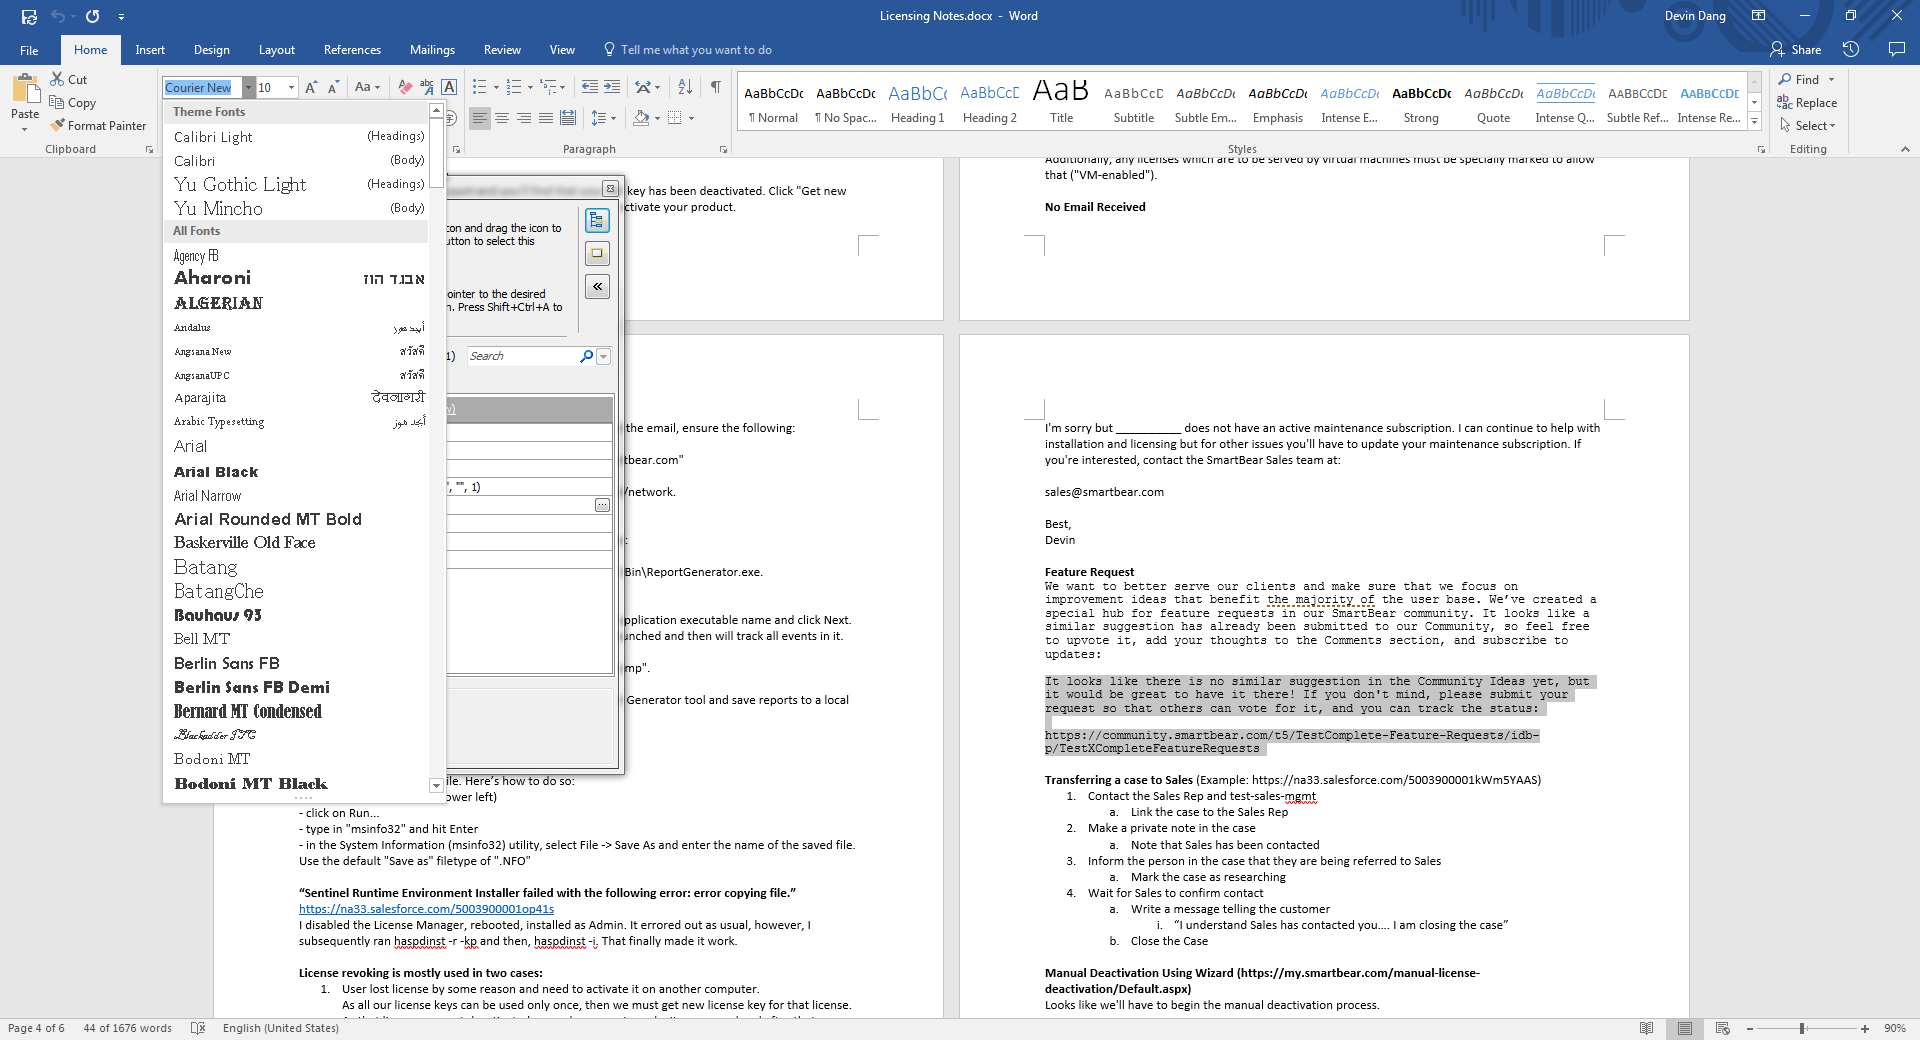 Licensing Notes.docx - Word
Devin Dang
File
Home
Insert
Design
Layout
References
Mailings
Review
View
Tell me what you want to do
Share
Paste
Cut
Copy
Format Painter
Clipboard
Courier New
10
Aa
Paragraph
AaBbCcDc
¶ Normal
AaBbCcDc
¶ No Spac...
AaBbCc
Heading 1
AaBbCcD
Heading 2
AaB
Title
AaBbCcD
Subtitle
AaBbCcDc
Subtle Em...
AaBbCcDc
Emphasis
AaBbCcDc
Intense E...
AaBbCcDc
Strong
AaBbCcDc
Quote
AaBbCcDc
Intense Q...
AABBCCDE
Subtle Ref...
AABBCCDE
Intense Re...
Styles
Find
Replace
Select
Editing
Theme Fonts
Calibri Light (Headings)
Calibri (Body)
Yu Gothic Light (Headings)
Yu Mincho (Body)
All Fonts
Agency FB
Aharoni אבגד הוז
ALGERIAN
Andalus أبجد هوز
Angsana New สวัสดี
AngsanaUPC สวัสดี
Aparajita देवनागरी
Arabic Typesetting أبجد هوز
Arial
Arial Black
Arial Narrow
Arial Rounded MT Bold
Baskerville Old Face
Batang
BatangChe
Bauhaus 93
Bell MT
Berlin Sans FB
Berlin Sans FB Demi
Bernard MT Condensed
Blackadder ITC
Bodoni MT
Bodoni MT Black
key has been deactivated. Click "Get new
ctivate your product.
con and drag the icon to
utton to select this
ointer to the desired
n. Press Shift+Ctrl+A to
1)
Search
", "", 1)
the email, ensure the following:
tbear.com"
/network.
:
Bin\ReportGenerator.exe.
pplication executable name and click Next.
unched and then will track all events in it.
mp".
Generator tool and save reports to a local
ile. Here's how to do so:
ower left)
- click on Run...
- type in "msinfo32" and hit Enter
- in the System Information (msinfo32) utility, select File -> Save As and enter the name of the saved file.
Use the default "Save as" filetype of ".NFO"
“Sentinel Runtime Environment Installer failed with the following error: error copying file.”
https://na33.salesforce.com/5003900001op41s
I disabled the License Manager, rebooted, installed as Admin. It errored out as usual, however, I
subsequently ran haspdinst -r -kp and then, haspdinst -i. That finally made it work.
License revoking is mostly used in two cases:
1. User lost license by some reason and need to activate it on another computer.
As all our license keys can be used only once, then we must get new license key for that license.
Additionally, any licenses which are to be served by virtual machines must be specially marked to allow
that ("VM-enabled").
No Email Received
I'm sorry but __________ does not have an active maintenance subscription. I can continue to help with
installation and licensing but for other issues you'll have to update your maintenance subscription. If
you're interested, contact the SmartBear Sales team at:
sales@smartbear.com
Best,
Devin
Feature Request
We want to better serve our clients and make sure that we focus on
improvement ideas that benefit the majority of the user base. We’ve created a
special hub for feature requests in our SmartBear community. It looks like a
similar suggestion has already been submitted to our Community, so feel free
to upvote it, add your thoughts to the Comments section, and subscribe to
updates:
It looks like there is no similar suggestion in the Community Ideas yet, but
it would be great to have it there! If you don't mind, please submit your
request so that others can vote for it, and you can track the status:
https://community.smartbear.com/t5/TestComplete-Feature-Requests/idb-
p/TestXCompleteFeatureRequests
Transferring a case to Sales (Example: https://na33.salesforce.com/5003900001kWm5YAAS)
1. Contact the Sales Rep and test-sales-mgmt
a. Link the case to the Sales Rep
2. Make a private note in the case
a. Note that Sales has been contacted
3. Inform the person in the case that they are being referred to Sales
a. Mark the case as researching
4. Wait for Sales to confirm contact
a. Write a message telling the customer
i. “I understand Sales has contacted you.... I am closing the case”
b. Close the Case
Manual Deactivation Using Wizard (https://my.smartbear.com/manual-license-
deactivation/Default.aspx)
Looks like we'll have to begin the manual deactivation process.
Page 4 of 6
44 of 1676 words
English (United States)
90%